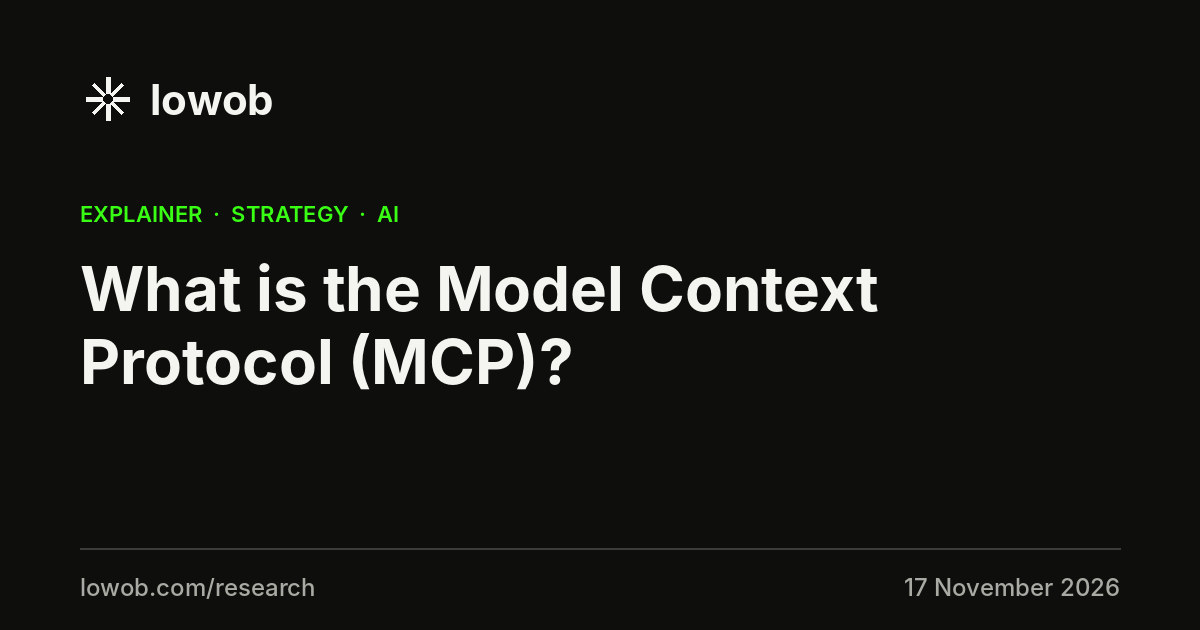 lowob
EXPLAINER · STRATEGY · AI
What is the Model Context
Protocol (MCP)?
lowob.com/research
17 November 2026